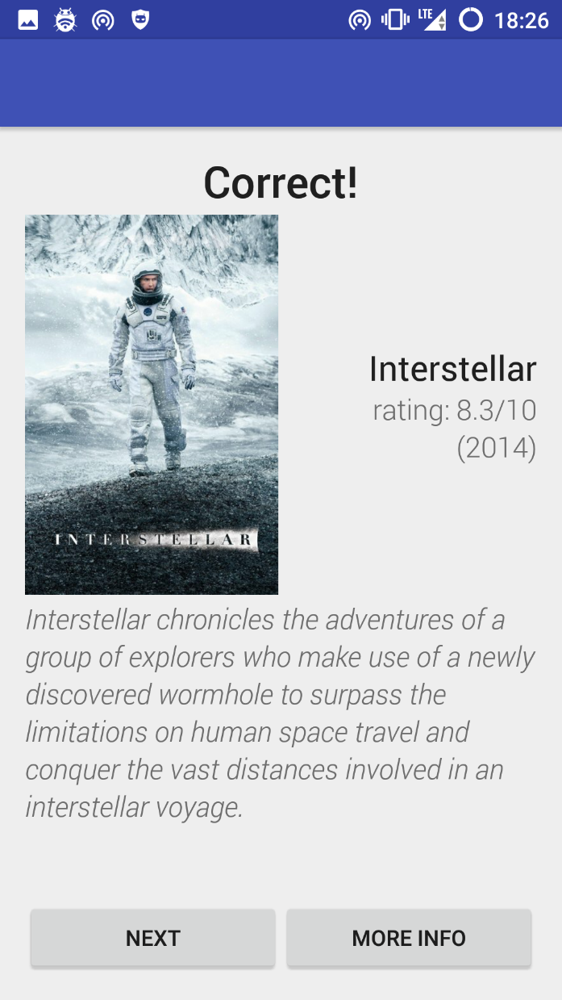 LTE 18:26
Correct!
INTERSTELLAR
Interstellar
rating: 8.3/10
(2014)
Interstellar chronicles the adventures of a
group of explorers who make use of a newly
discovered wormhole to surpass the
limitations on human space travel and
conquer the vast distances involved in an
interstellar voyage.
NEXT MORE INFO